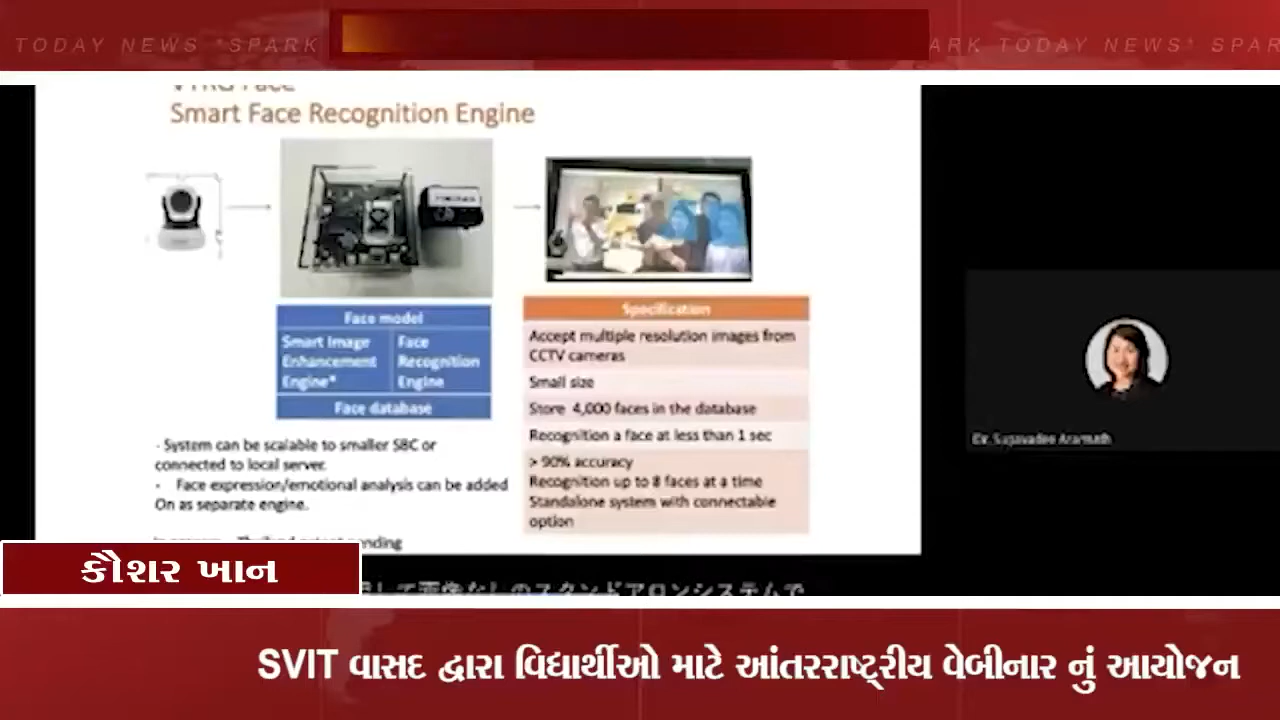 TODAY NEWS *SPARK
ARK TODAY NEWS* SPAR
Smart Face Recognition Engine
Face model
Smart Image
Enhancement
Engine*
Face
Recognition
Engine
Face database
Specification
Accept multiple resolution images from
CCTV cameras
Small size
Store 4,000 faces in the database
Recognition a face at less than 1 sec
> 90% accuracy
Recognition up to 8 faces at a time
Standalone system with connectable
option
- System can be scalable to smaller SBC or
connected to local server.
- Face expression/emotional analysis can be added
On as separate engine.
કૌશર ખાન
SVIT વાસદ દ્વારા વિદ્યાર્થીઓ માટે આંતરરાષ્ટ્રીય વેબીનાર નું આયોજન